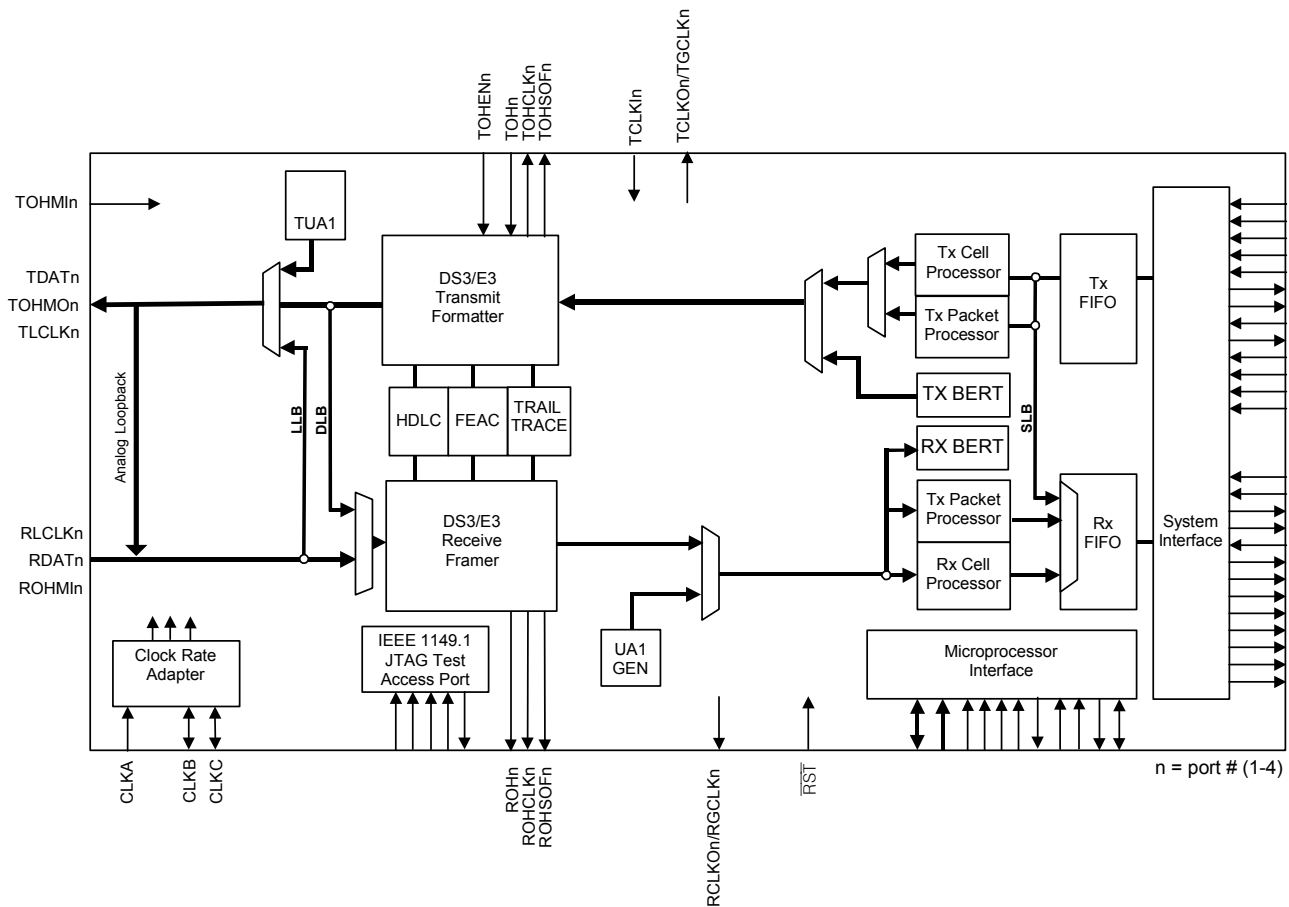 TOHENn
TOHn
TOHCLKn
TOHSOFn
TCLKIn
TCLKOn/TGCLKn
TOHMIn
TUA1
TDATn
TOHMOn
TLCLKn
DS3/E3
Transmit
Formatter
Tx Cell
Processor
Tx Packet
Processor
Tx
FIFO
TX BERT
RX BERT
HDLC
FEAC
TRAIL
TRACE
Analog Loopback
LLB
DLB
SLB
RLCLKn
RDATn
ROHMIn
DS3/E3
Receive
Framer
Tx Packet
Processor
Rx Cell
Processor
Rx
FIFO
System
Interface
Clock Rate
Adapter
IEEE 1149.1
JTAG Test
Access Port
UA1
GEN
Microprocessor
Interface
CLKA
CLKB
CLKC
ROHn
ROHCLKn
ROHSOFn
RCLKOn/RGCLKn
RST
n = port # (1-4)